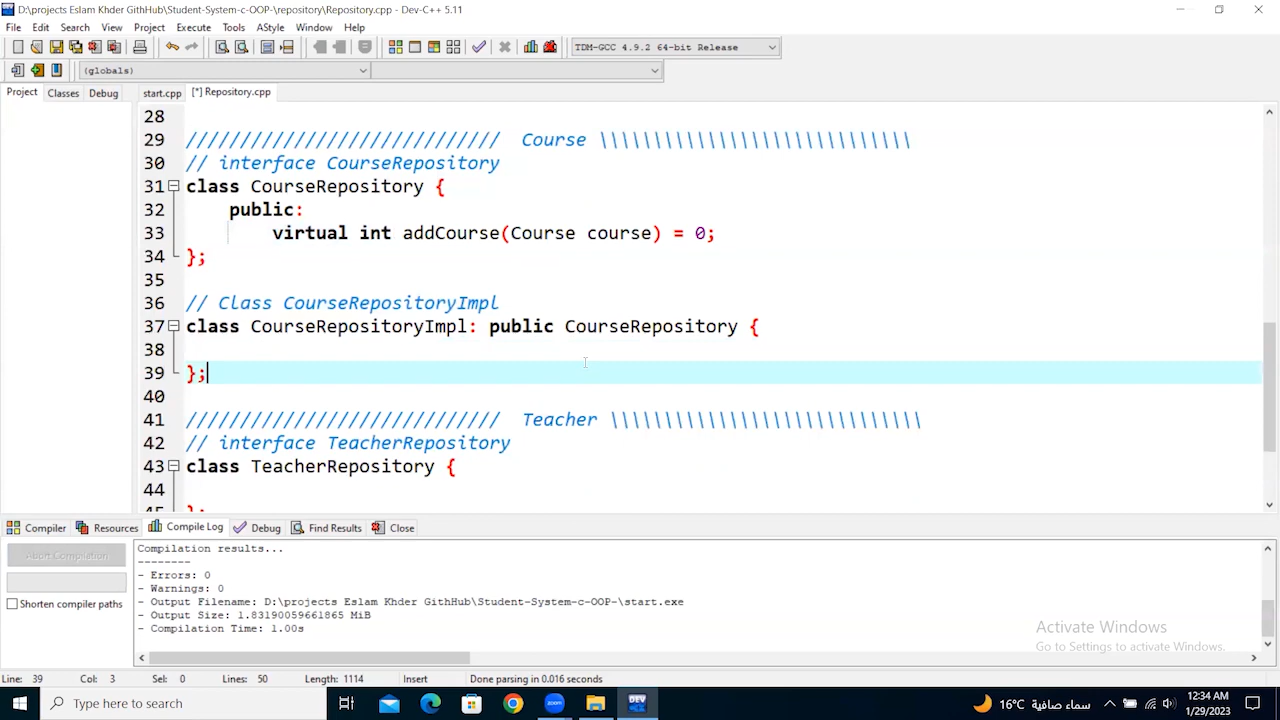 D:\projects Eslam Khder GithHub\Student-System-c-OOP-\repository\Repository.cpp - Dev-C++ 5.11
File Edit Search View Project Execute Tools AStyle Window Help
TDM-GCC 4.9.2 64-bit Release
(globals)
Project Classes Debug start.cpp [*] Repository.cpp
28
29 ///////////////////////////// Course \\\\\\\\\\\\\\\\\\\\\\\\\\\\\
30 // interface CourseRepository
31 class CourseRepository {
32 public:
33 virtual int addCourse(Course course) = 0;
34 };
35
36 // Class CourseRepositoryImpl
37 class CourseRepositoryImpl: public CourseRepository {
38
39 };
40
41 ///////////////////////////// Teacher \\\\\\\\\\\\\\\\\\\\\\\\\\\\\
42 // interface TeacherRepository
43 class TeacherRepository {
44
45 };
Compiler Resources Compile Log Debug Find Results Close
Abort Compilation
Shorten compiler paths
Compilation results...
--------
- Errors: 0
- Warnings: 0
- Output Filename: D:\projects Eslam Khder GithHub\Student-System-c-OOP-\start.exe
- Output Size: 1.83190059661865 MiB
- Compilation Time: 1.00s
Activate Windows
Go to Settings to activate Windows.
Line: 39 Col: 3 Sel: 0 Lines: 50 Length: 1114 Insert Done parsing in 0.016 seconds
Type here to search
zoom
DEV
16°C سماء صافية
12:34 AM
1/29/2023